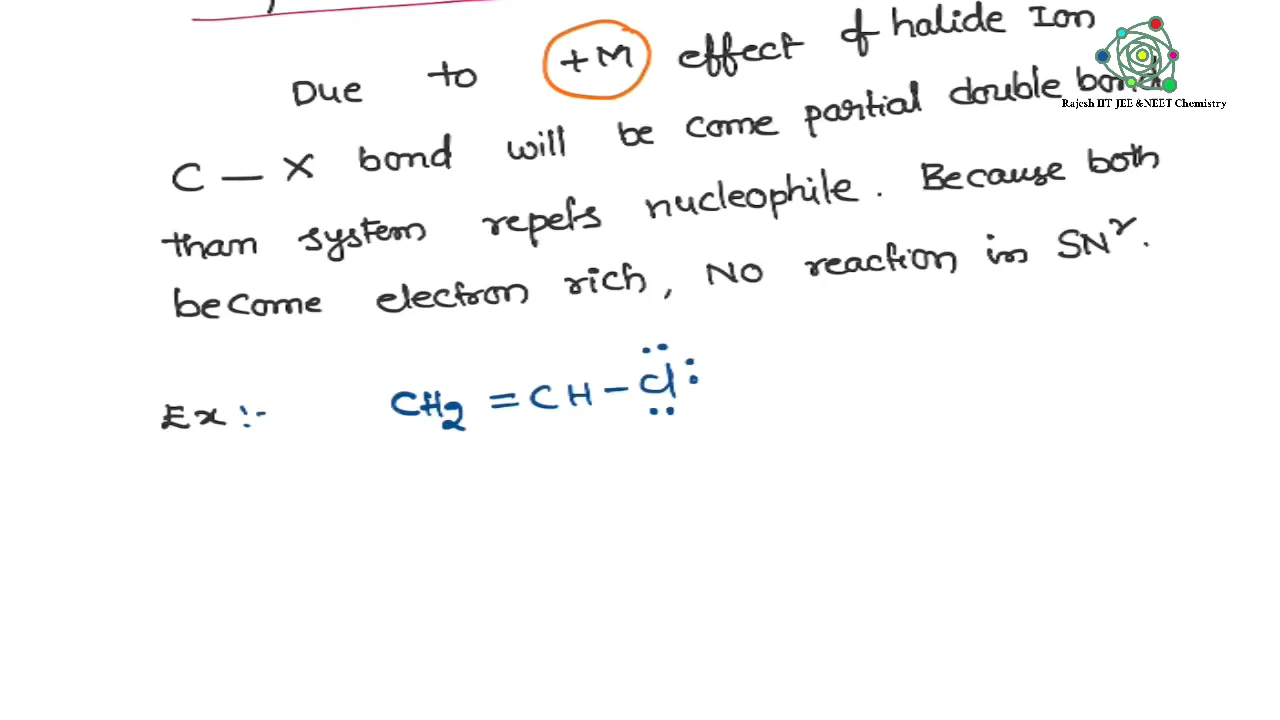 Due to +M effect of halide Ion
C — X bond will be come partial double bond
than system repels nucleophile. Because both
become electron rich, NO reaction in SN².
Ex :- CH₂ = CH – Cl
Rajesh IIT JEE &NEET Chemistry